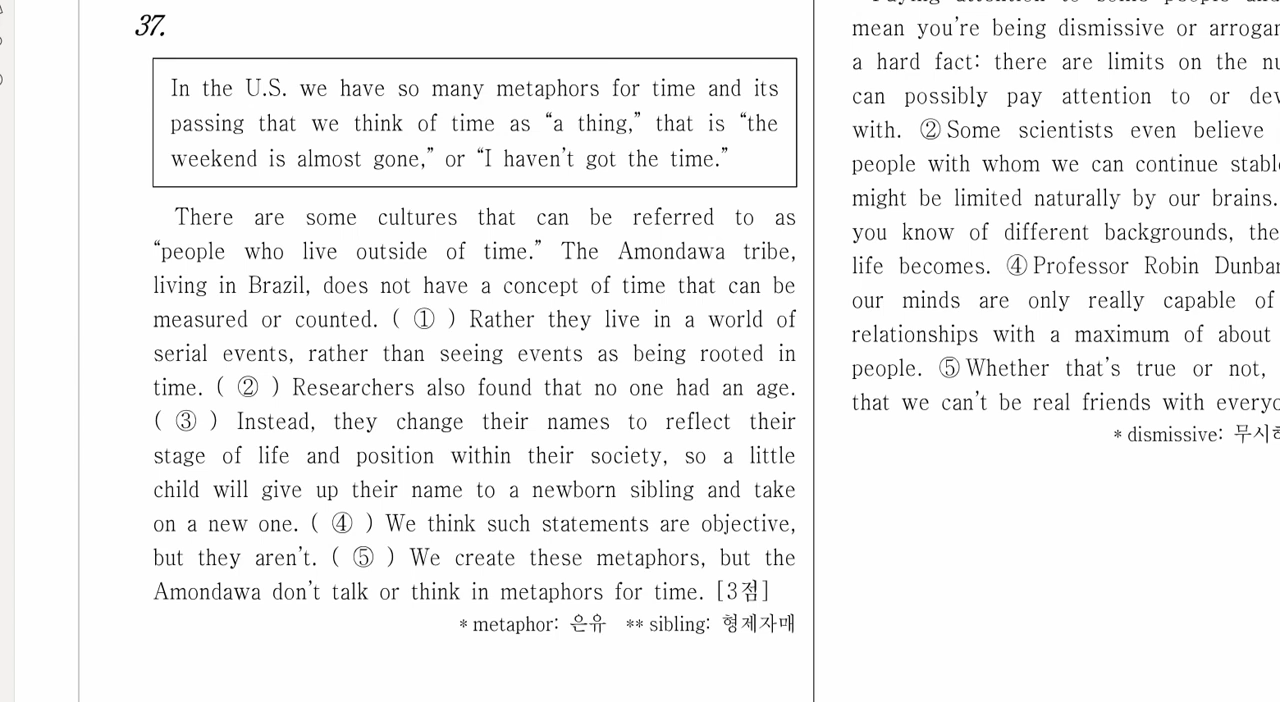 37.
In the U.S. we have so many metaphors for time and its
passing that we think of time as “a thing,” that is “the
weekend is almost gone,” or “I haven’t got the time.”
There are some cultures that can be referred to as
“people who live outside of time.” The Amondawa tribe,
living in Brazil, does not have a concept of time that can be
measured or counted. ( ① ) Rather they live in a world of
serial events, rather than seeing events as being rooted in
time. ( ② ) Researchers also found that no one had an age.
( ③ ) Instead, they change their names to reflect their
stage of life and position within their society, so a little
child will give up their name to a newborn sibling and take
on a new one. ( ④ ) We think such statements are objective,
but they aren’t. ( ⑤ ) We create these metaphors, but the
Amondawa don’t talk or think in metaphors for time. [3점]
* metaphor: 은유 ** sibling: 형제자매
mean you’re being dismissive or
a hard fact: there are limits on the
can possibly pay attention to or
with. ② Some scientists even believe
people with whom we can continue
might be limited naturally by our brains.
you know of different backgrounds, the
life becomes. ④ Professor Robin
our minds are only really capable of
relationships with a maximum of about
people. ⑤ Whether that’s true or not,
that we can’t be real friends with
* dismissive: